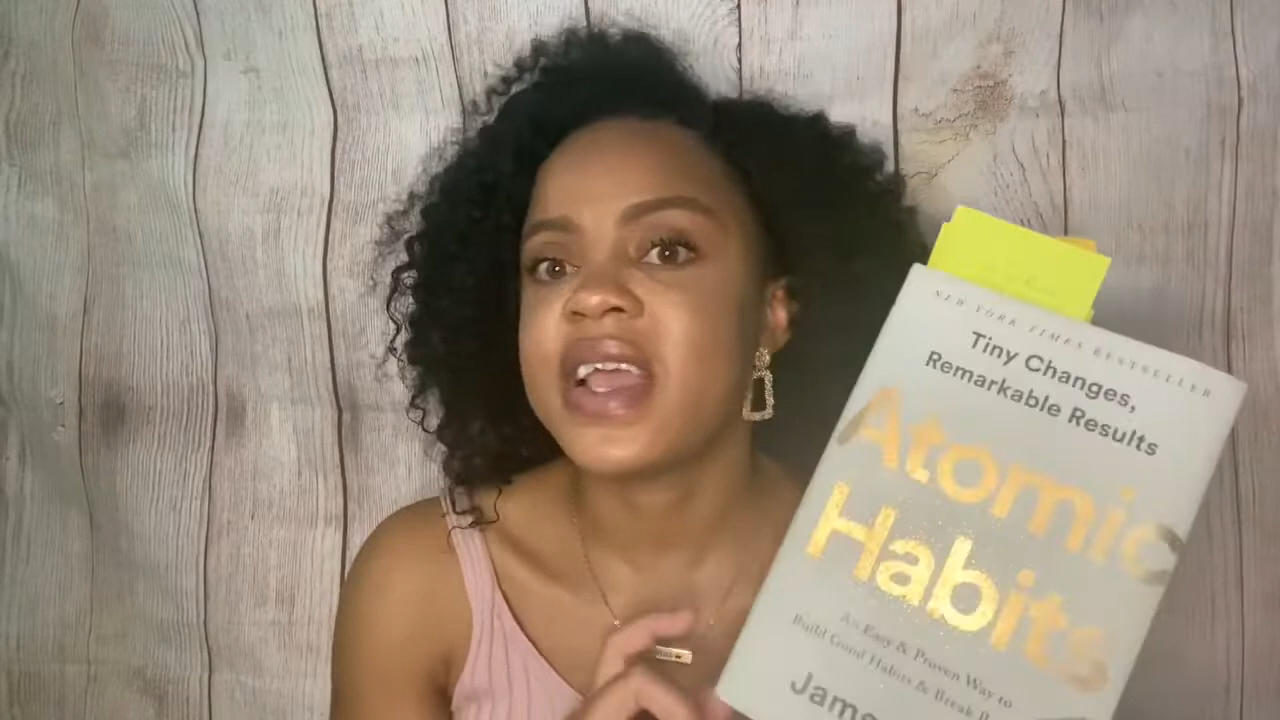 NEW YORK TIMES BESTSELLER
Tiny Changes,
Remarkable Results
Atomic
Habits
An Easy & Proven Way to
Build Good Habits & Break